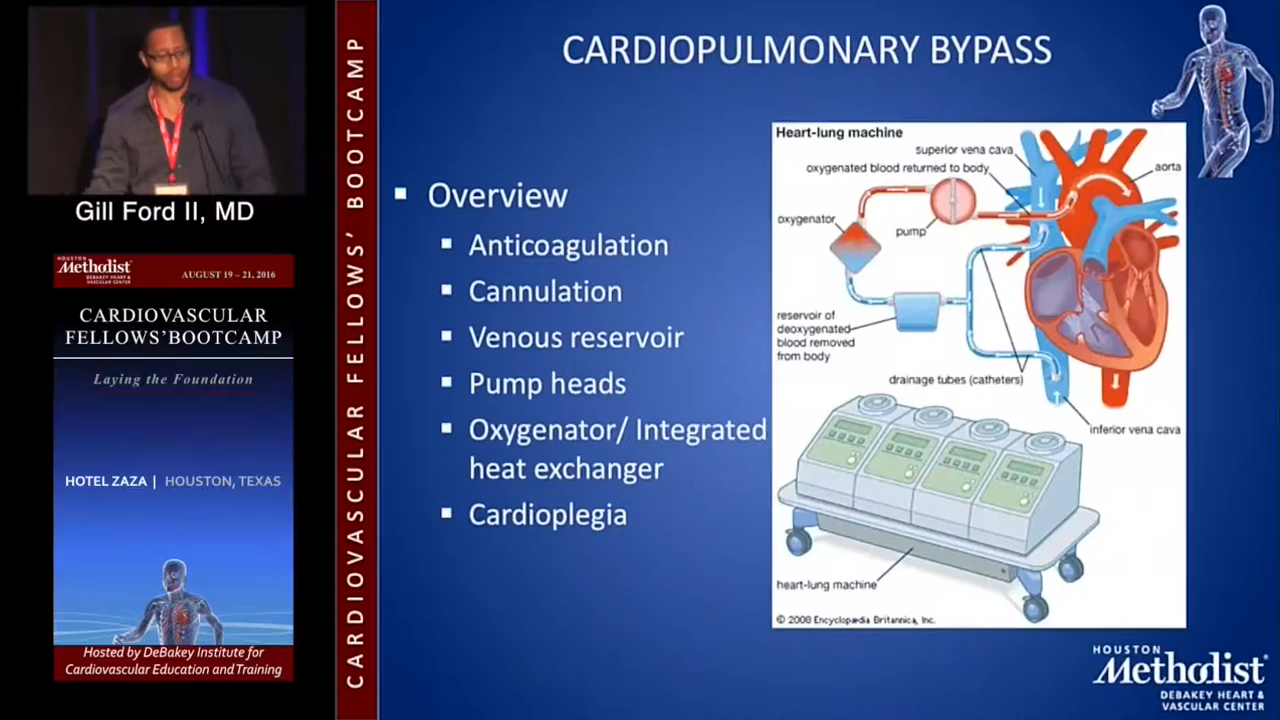 Gill Ford II, MD
HOUSTON
Methodist
DEBAKEY HEART &
VASCULAR CENTER
AUGUST 19 – 21, 2016
CARDIOVASCULAR
FELLOWS'BOOTCAMP
Laying the Foundation
HOTEL ZAZA | HOUSTON, TEXAS
Hosted by DeBakey Institute for
Cardiovascular Education and Training
CARDIOVASCULAR FELLOWS' BOOTCAMP
CARDIOPULMONARY BYPASS
▪ Overview
▪ Anticoagulation
▪ Cannulation
▪ Venous reservoir
▪ Pump heads
▪ Oxygenator/ Integrated
heat exchanger
▪ Cardioplegia
Heart-lung machine
superior vena cava
oxygenated blood returned to body
aorta
oxygenator
pump
reservoir of
deoxygenated
blood removed
from body
drainage tubes (catheters)
inferior vena cava
heart-lung machine
© 2008 Encyclopædia Britannica, Inc.
HOUSTON
Methodist®
DEBAKEY HEART &
VASCULAR CENTER